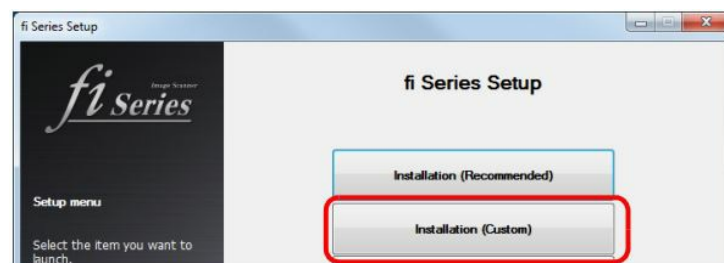 fi Series Setup
fi Image Scanner
Series
fi Series Setup
Installation (Recommended)
Setup menu
Installation (Custom)
Select the item you want to
launch.